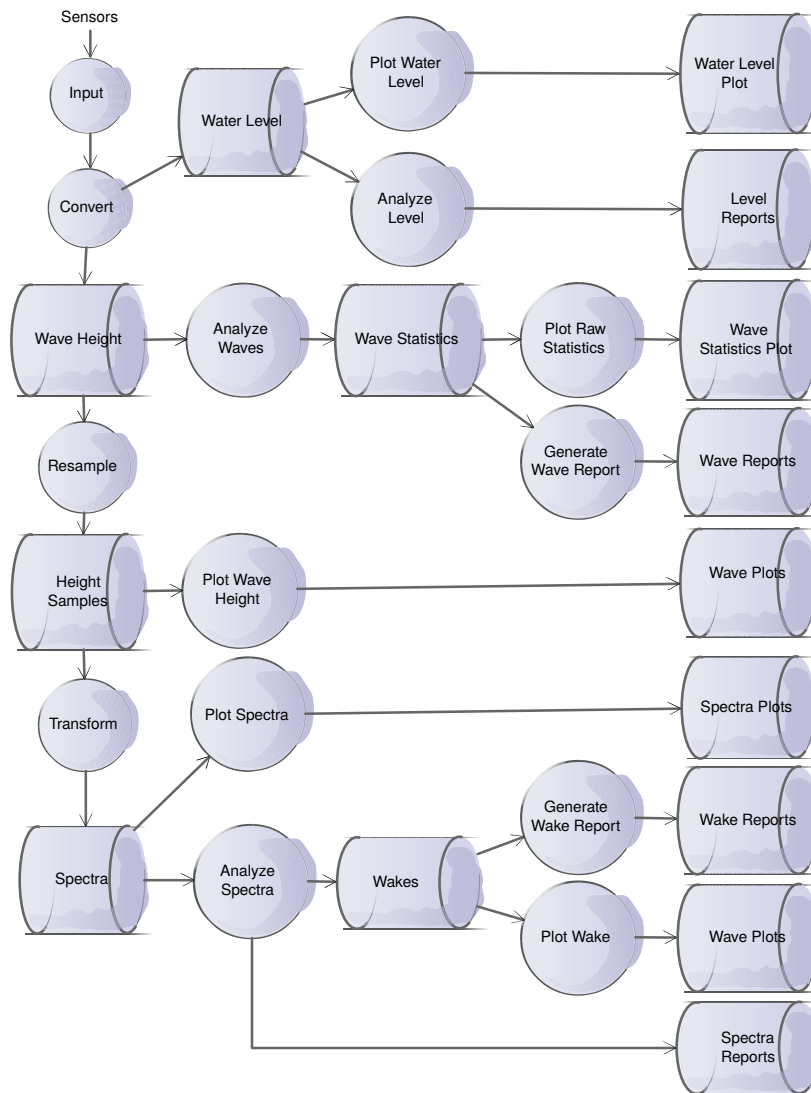 Sensors
Input
Convert
Water Level
Plot Water
Level
Water Level
Plot
Analyze
Level
Level
Reports
Wave Height
Analyze
Waves
Wave Statistics
Plot Raw
Statistics
Wave
Statistics Plot
Generate
Wave Report
Wave Reports
Resample
Height
Samples
Plot Wave
Height
Wave Plots
Transform
Plot Spectra
Spectra Plots
Spectra
Analyze
Spectra
Wakes
Generate
Wake Report
Wake Reports
Plot Wake
Wave Plots
Spectra
Reports